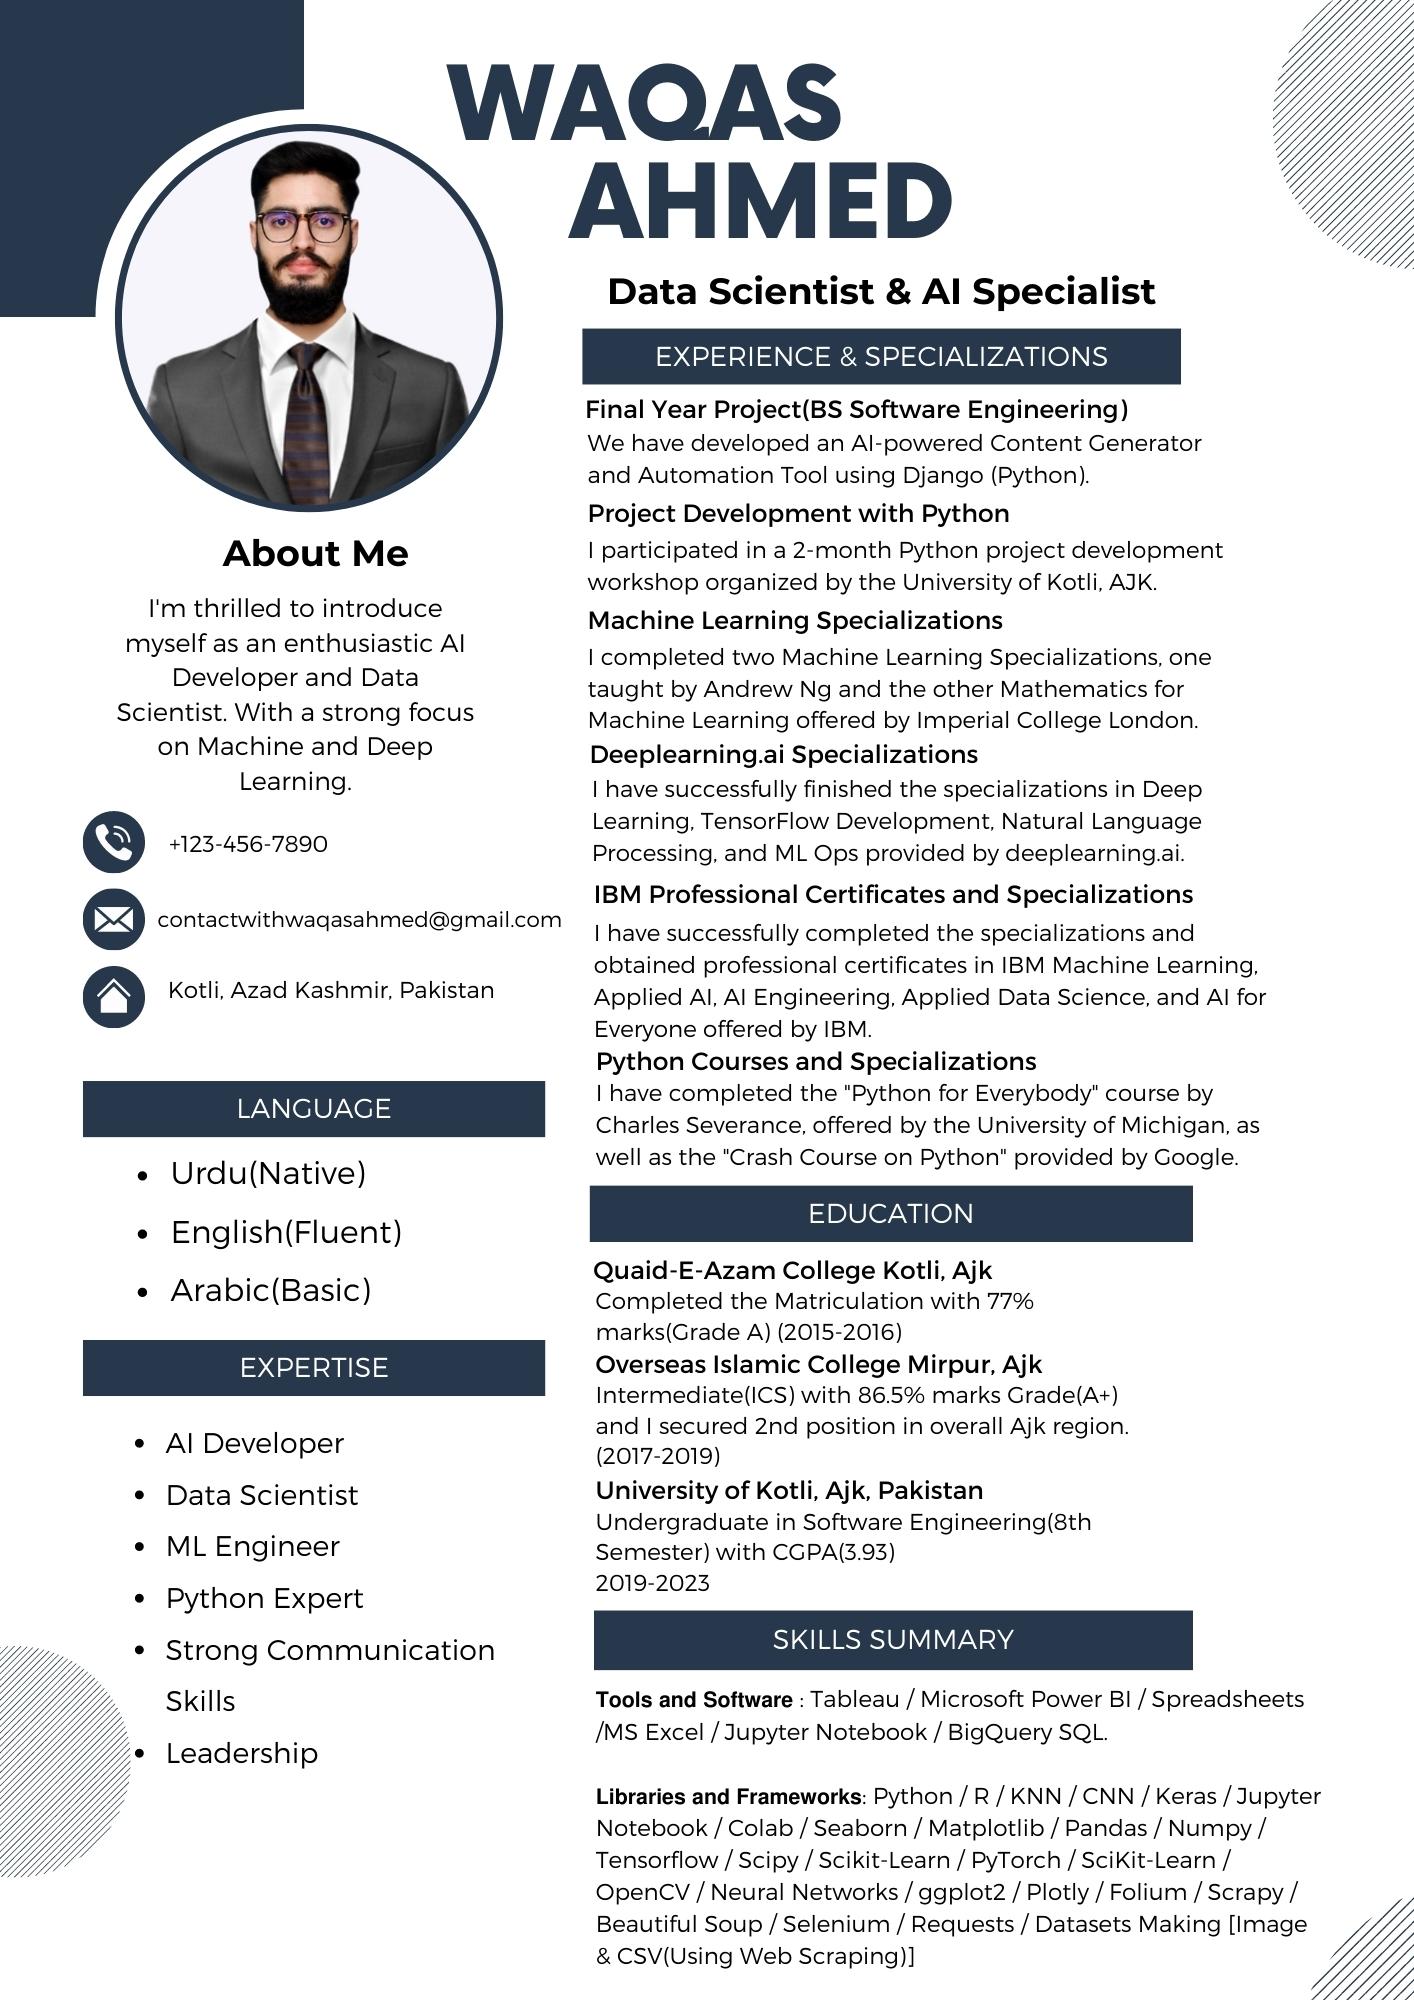 WAQAS
AHMED
Data Scientist & AI Specialist
EXPERIENCE & SPECIALIZATIONS
Final Year Project(BS Software Engineering)
We have developed an AI-powered Content Generator
and Automation Tool using Django (Python).
Project Development with Python
I participated in a 2-month Python project development
workshop organized by the University of Kotli, AJK.
Machine Learning Specializations
I completed two Machine Learning Specializations, one
taught by Andrew Ng and the other Mathematics for
Machine Learning offered by Imperial College London.
Deeplearning.ai Specializations
I have successfully finished the specializations in Deep
Learning, TensorFlow Development, Natural Language
Processing, and ML Ops provided by deeplearning.ai.
IBM Professional Certificates and Specializations
I have successfully completed the specializations and
obtained professional certificates in IBM Machine Learning,
Applied AI, AI Engineering, Applied Data Science, and AI for
Everyone offered by IBM.
Python Courses and Specializations
I have completed the "Python for Everybody" course by
Charles Severance, offered by the University of Michigan, as
well as the "Crash Course on Python" provided by Google.
EDUCATION
Quaid-E-Azam College Kotli, Ajk
Completed the Matriculation with 77%
marks(Grade A) (2015-2016)
Overseas Islamic College Mirpur, Ajk
Intermediate(ICS) with 86.5% marks Grade(A+)
and I secured 2nd position in overall Ajk region.
(2017-2019)
University of Kotli, Ajk, Pakistan
Undergraduate in Software Engineering(8th
Semester) with CGPA(3.93)
2019-2023
SKILLS SUMMARY
Tools and Software : Tableau / Microsoft Power BI / Spreadsheets
/MS Excel / Jupyter Notebook / BigQuery SQL.
Libraries and Frameworks: Python / R / KNN / CNN / Keras / Jupyter
Notebook / Colab / Seaborn / Matplotlib / Pandas / Numpy /
Tensorflow / Scipy / Scikit-Learn / PyTorch / SciKit-Learn /
OpenCV / Neural Networks / ggplot2 / Plotly / Folium / Scrapy /
Beautiful Soup / Selenium / Requests / Datasets Making [Image
& CSV(Using Web Scraping)]
About Me
I'm thrilled to introduce
myself as an enthusiastic AI
Developer and Data
Scientist. With a strong focus
on Machine and Deep
Learning.
+123-456-7890
contactwithwaqasahmed@gmail.com
Kotli, Azad Kashmir, Pakistan
LANGUAGE
• Urdu(Native)
• English(Fluent)
• Arabic(Basic)
EXPERTISE
• AI Developer
• Data Scientist
• ML Engineer
• Python Expert
• Strong Communication
Skills
• Leadership